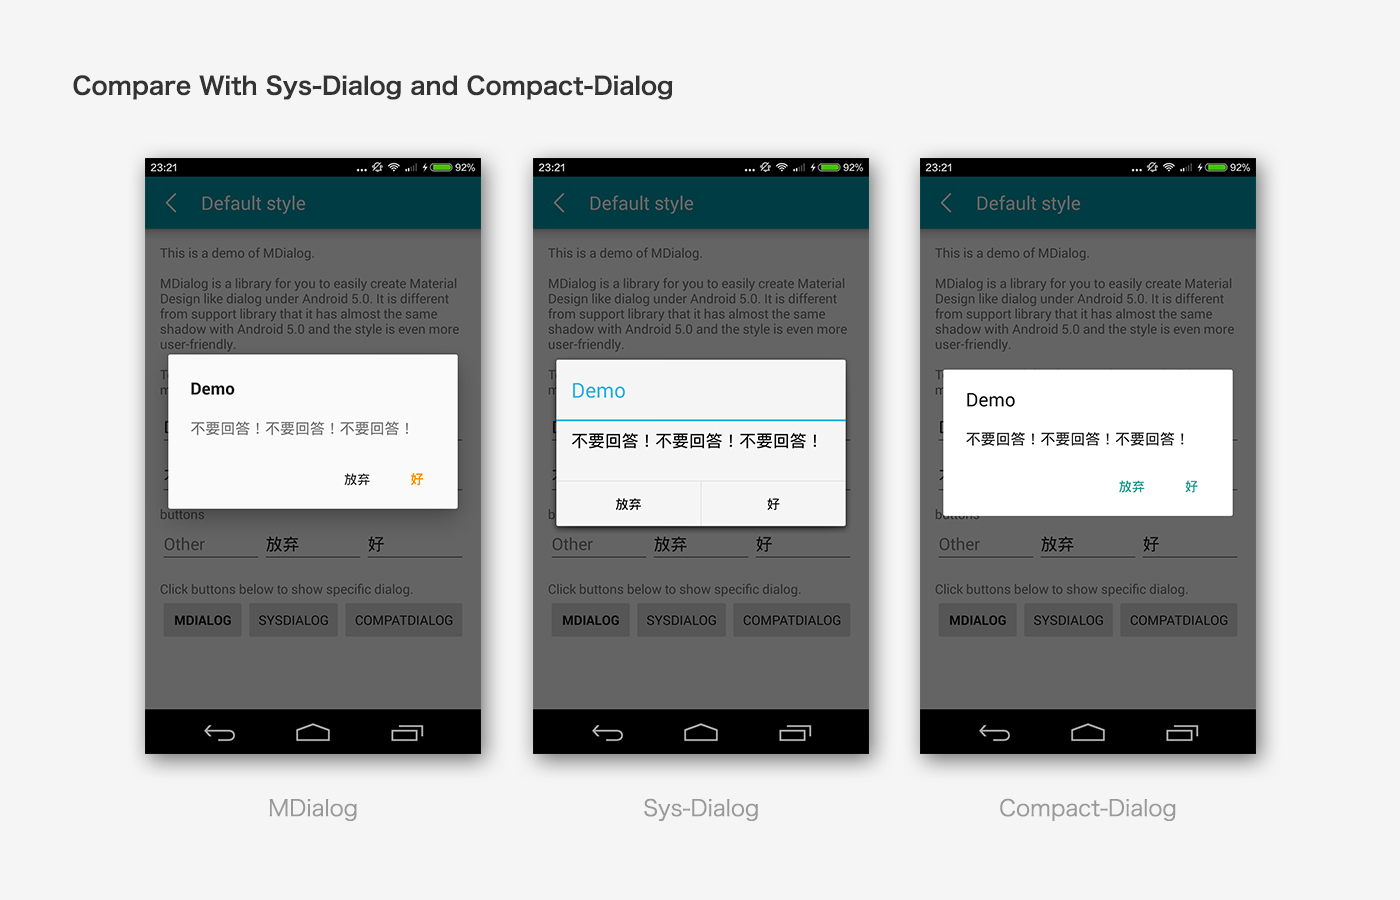 Compare With Sys-Dialog and Compact-Dialog
23:21
92%
Default style
This is a demo of MDialog.
MDialog is a library for you to easily create Material
Design like dialog under Android 5.0. It is different
from support library that it has almost the same
shadow with Android 5.0 and the style is even more
user-friendly.
Demo
不要回答！不要回答！不要回答！
放弃 好
buttons
Other 放弃 好
Click buttons below to show specific dialog.
MDIALOG SYSDIALOG COMPATDIALOG
MDialog
23:21
92%
Default style
This is a demo of MDialog.
MDialog is a library for you to easily create Material
Design like dialog under Android 5.0. It is different
from support library that it has almost the same
shadow with Android 5.0 and the style is even more
user-friendly.
Demo
不要回答！不要回答！不要回答！
放弃 好
Other 放弃 好
Click buttons below to show specific dialog.
MDIALOG SYSDIALOG COMPATDIALOG
Sys-Dialog
23:21
92%
Default style
This is a demo of MDialog.
MDialog is a library for you to easily create Material
Design like dialog under Android 5.0. It is different
from support library that it has almost the same
shadow with Android 5.0 and the style is even more
user-friendly.
Demo
不要回答！不要回答！不要回答！
放弃 好
buttons
Other 放弃 好
Click buttons below to show specific dialog.
MDIALOG SYSDIALOG COMPATDIALOG
Compact-Dialog